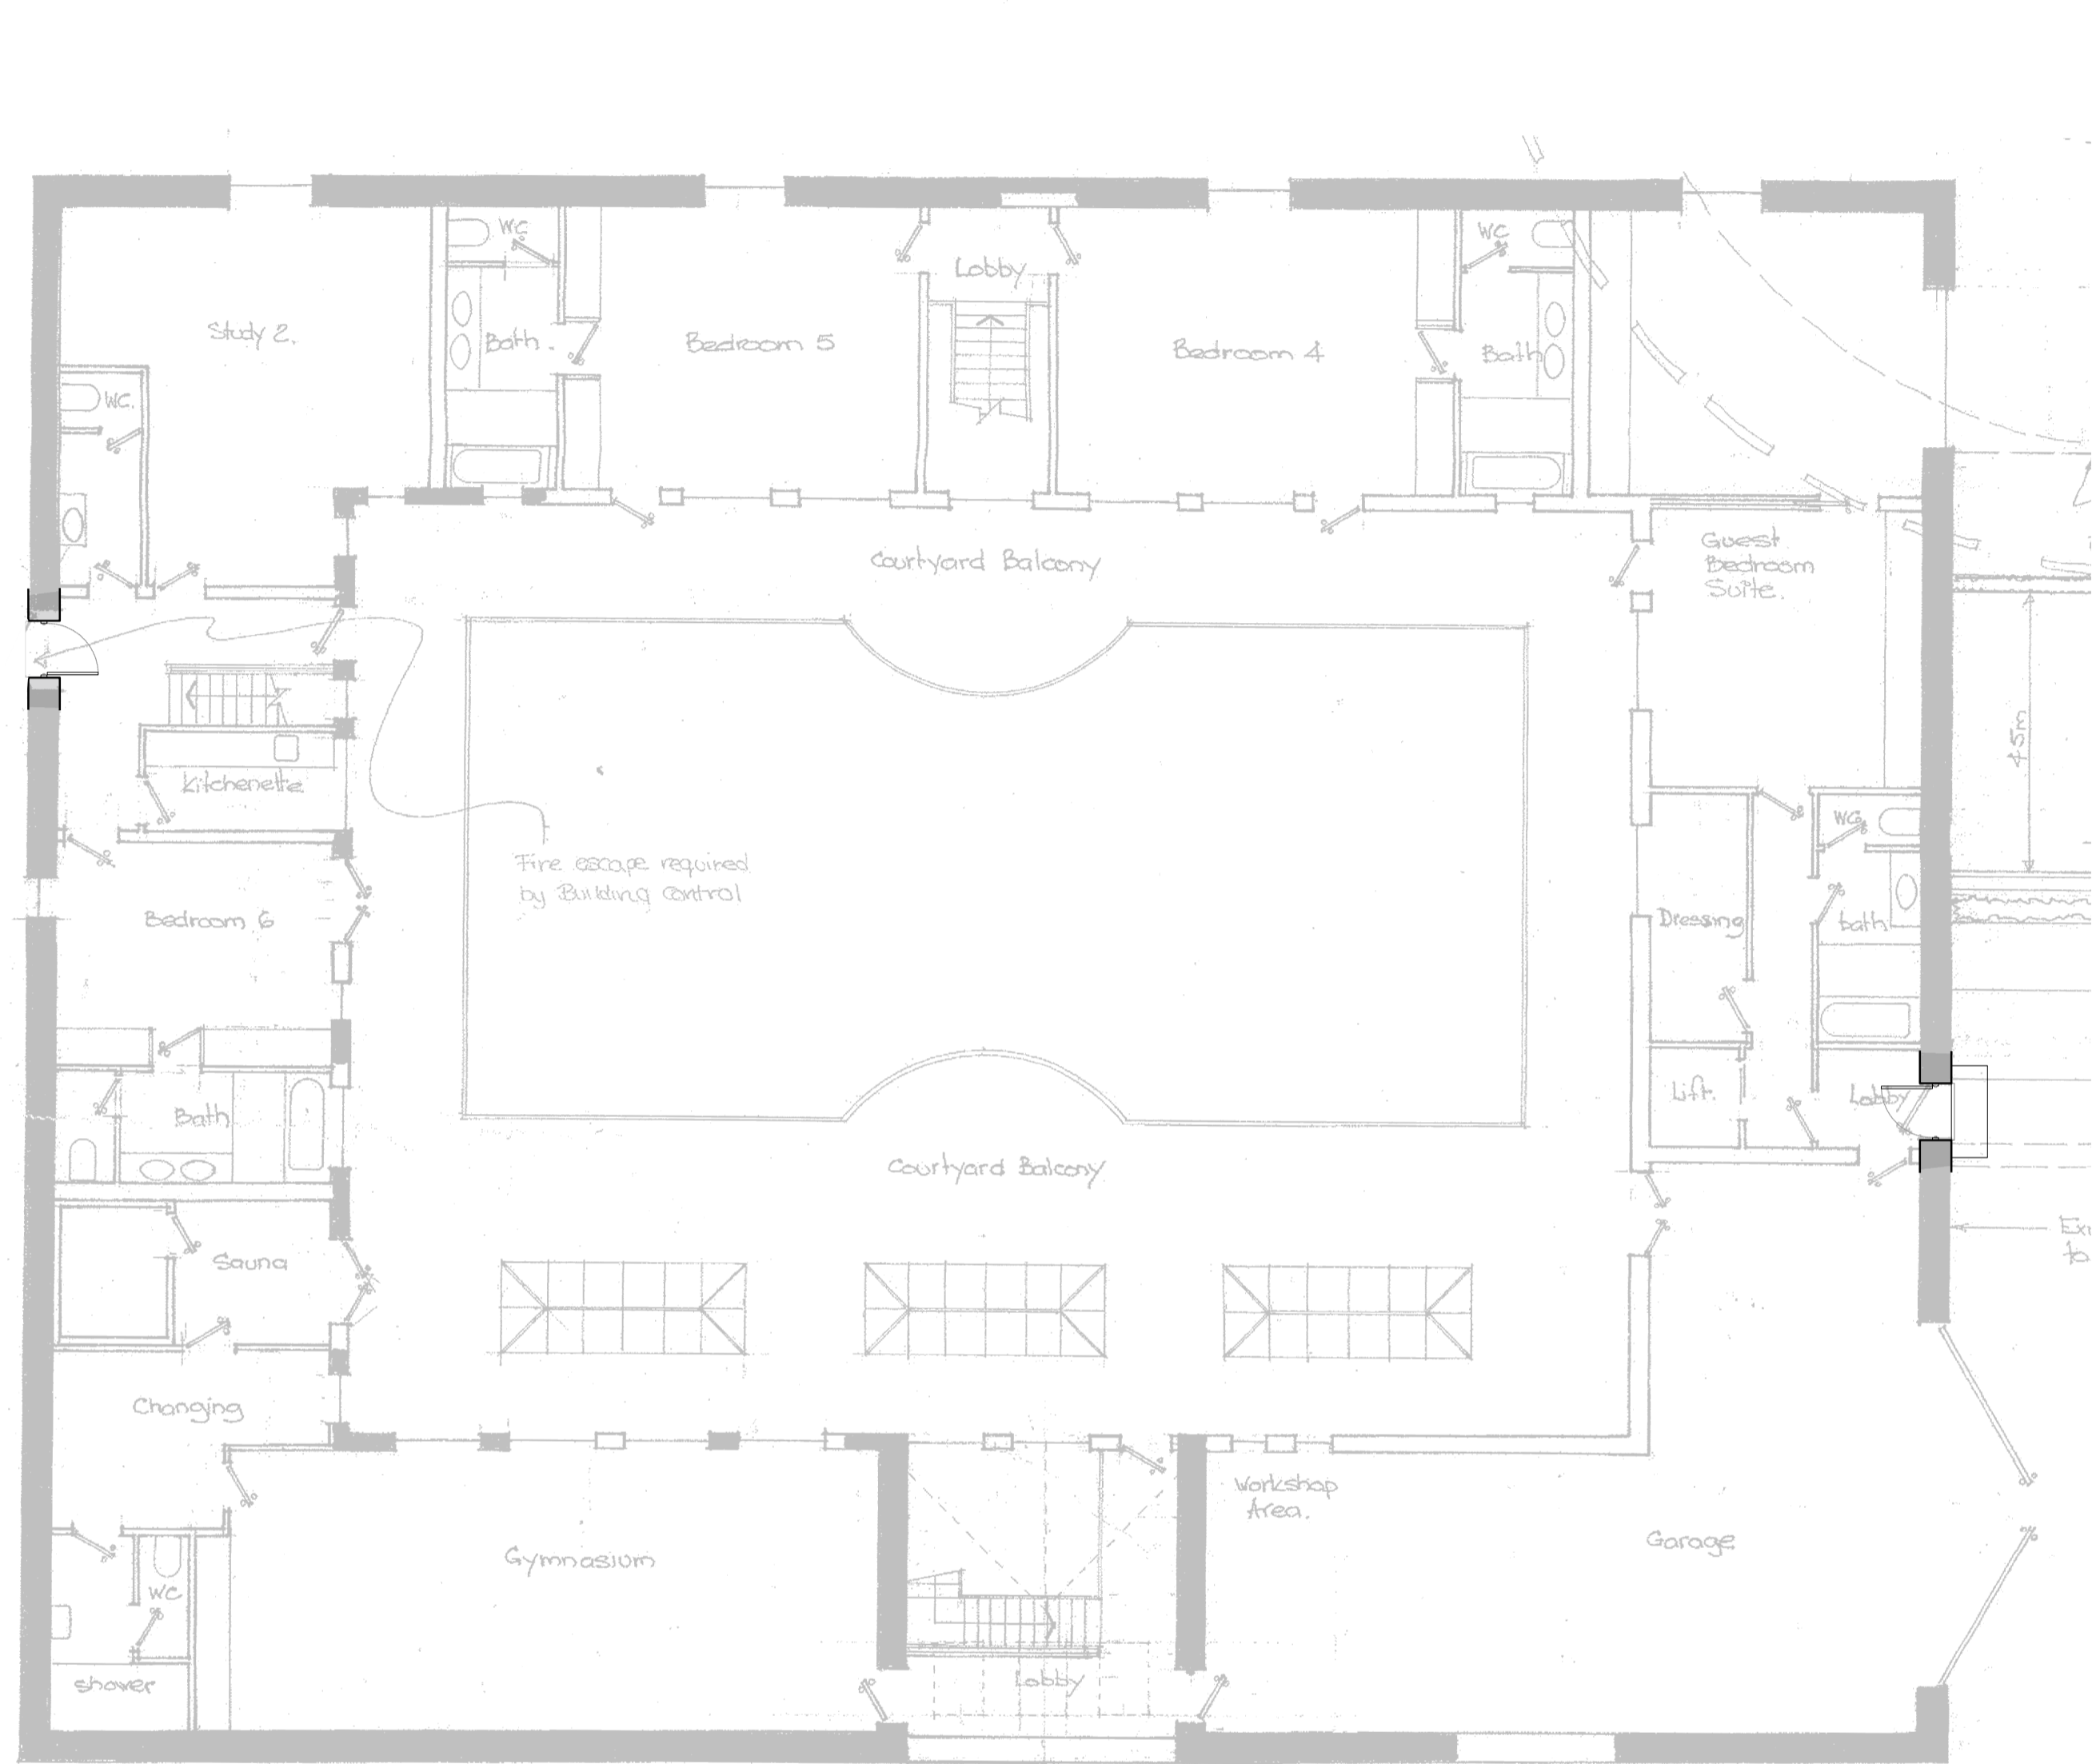 WC
WC
Lobby
Study 2.
Bath.
Bedroom 5
Bedroom 4
Bath
WC.
Guest
Bedroom
Suite.
Courtyard Balcony
4.5m
Kitchenette
WC
Fire escape required
by Building Control
Bedroom 6
Dressing
bath
Lift.
Lobby
Bath
Courtyard Balcony
Sauna
Changing
Workshop
Area.
Garage
Gymnasium
WC
Lobby
shower